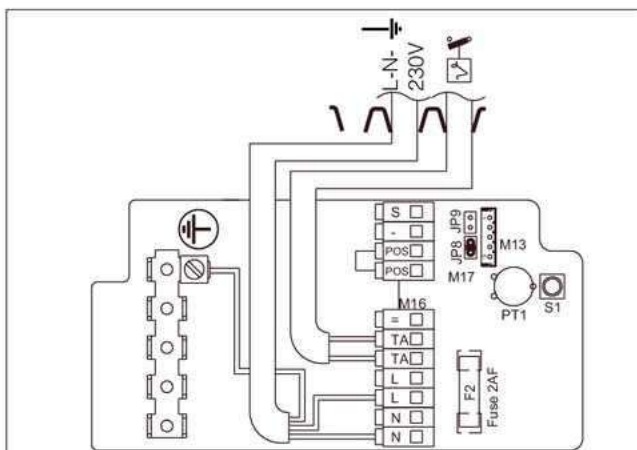 L-N-
230V
S
-
POS
POS
JP9
JP8
M13
M17
M16
PT1
S1
=
TA
TA
L
L
N
N
F2
Fuse 2AF